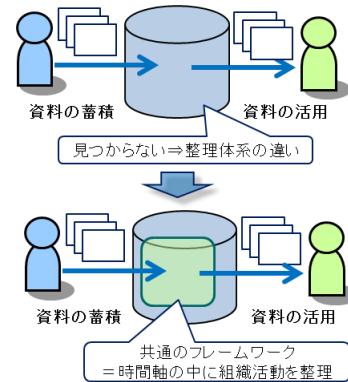 資料の蓄積
資料の活用
見つからない⇒整理体系の違い
資料の蓄積
資料の活用
共通のフレームワーク
＝時間軸の中に組織活動を整理